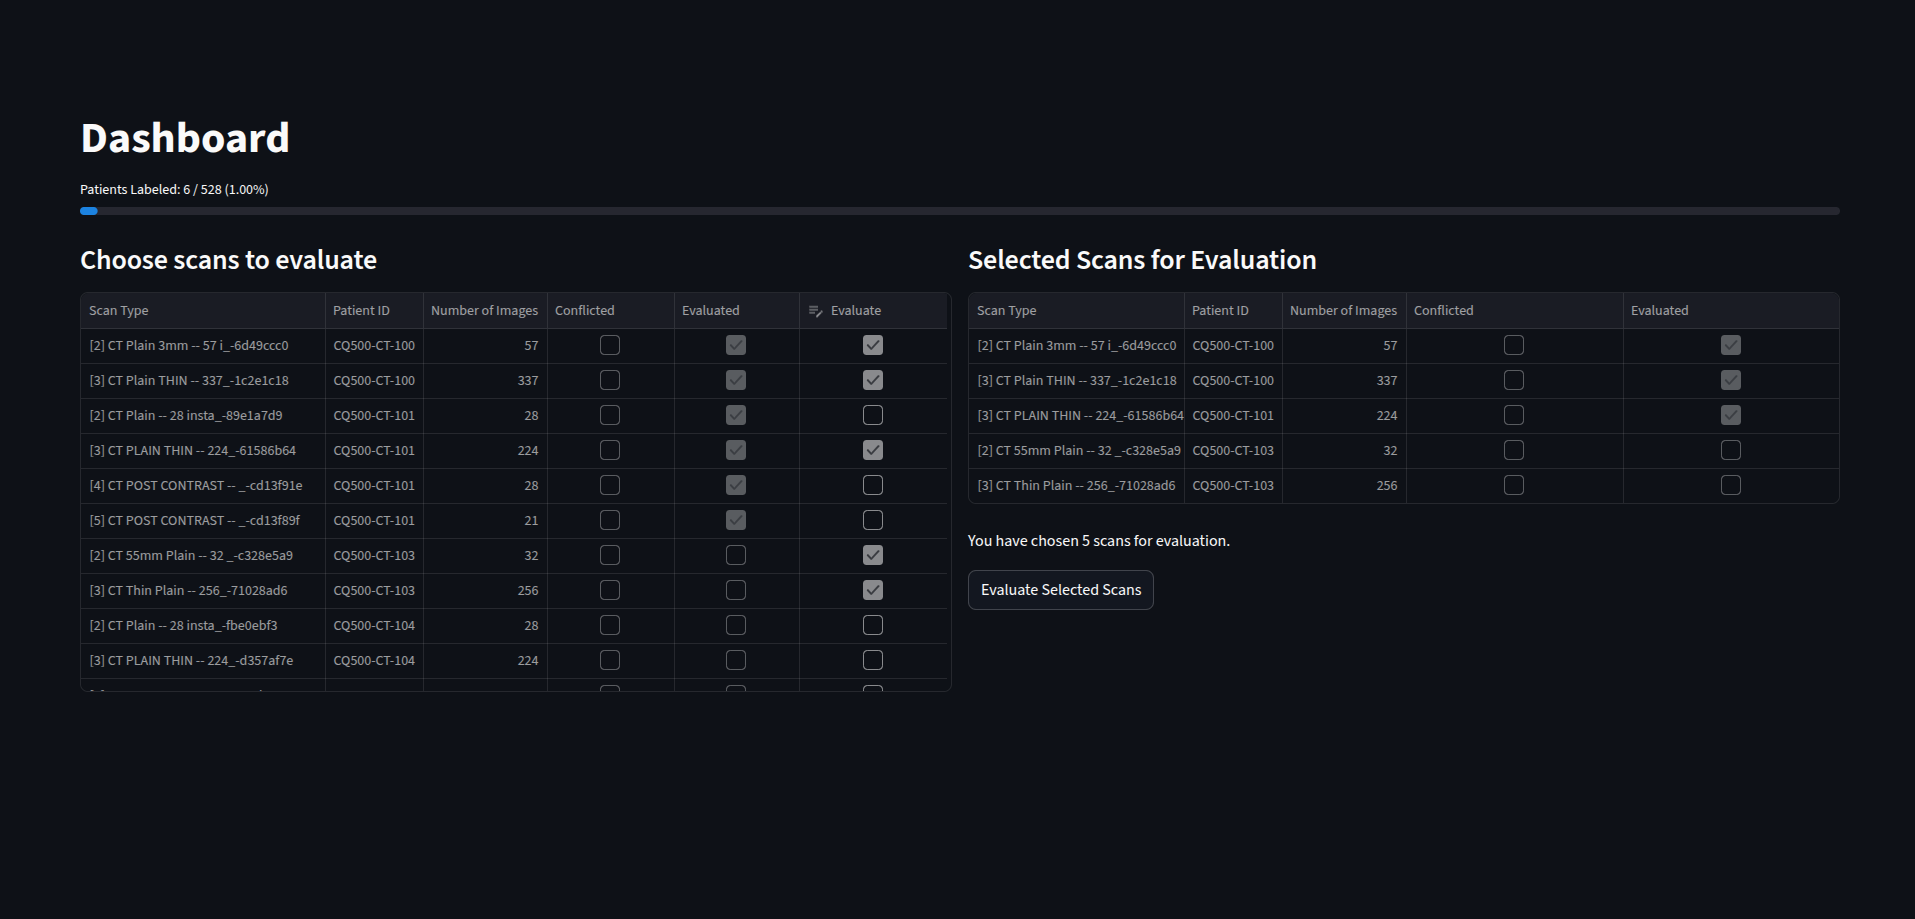 Dashboard
Patients Labeled: 6 / 528 (1.00%)
Choose scans to evaluate
Scan Type Patient ID Number of Images Conflicted Evaluated Evaluate
[2] CT Plain 3mm -- 57 i_-6d49ccc0 CQ500-CT-100 57
[3] CT Plain THIN -- 337_-1c2e1c18 CQ500-CT-100 337
[2] CT Plain -- 28 insta_-89e1a7d9 CQ500-CT-101 28
[3] CT PLAIN THIN -- 224_-61586b64 CQ500-CT-101 224
[4] CT POST CONTRAST -- _-cd13f91e CQ500-CT-101 28
[5] CT POST CONTRAST -- _-cd13f89f CQ500-CT-101 21
[2] CT 55mm Plain -- 32 _-c328e5a9 CQ500-CT-103 32
[3] CT Thin Plain -- 256_-71028ad6 CQ500-CT-103 256
[2] CT Plain -- 28 insta_-fbe0ebf3 CQ500-CT-104 28
[3] CT PLAIN THIN -- 224_-d357af7e CQ500-CT-104 224
Selected Scans for Evaluation
Scan Type Patient ID Number of Images Conflicted Evaluated
[2] CT Plain 3mm -- 57 i_-6d49ccc0 CQ500-CT-100 57
[3] CT Plain THIN -- 337_-1c2e1c18 CQ500-CT-100 337
[3] CT PLAIN THIN -- 224_-61586b64 CQ500-CT-101 224
[2] CT 55mm Plain -- 32 _-c328e5a9 CQ500-CT-103 32
[3] CT Thin Plain -- 256_-71028ad6 CQ500-CT-103 256
You have chosen 5 scans for evaluation.
Evaluate Selected Scans